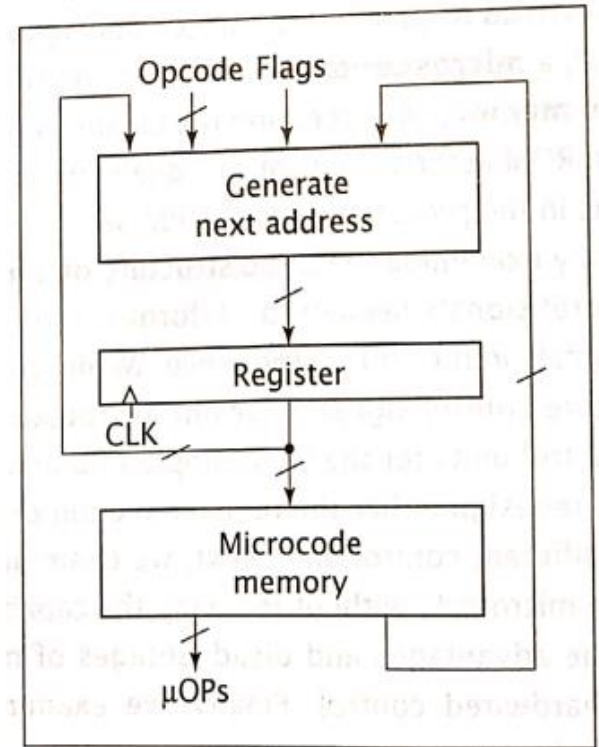 Opcode Flags
Generate
next address
Register
CLK
Microcode
memory
μOPs